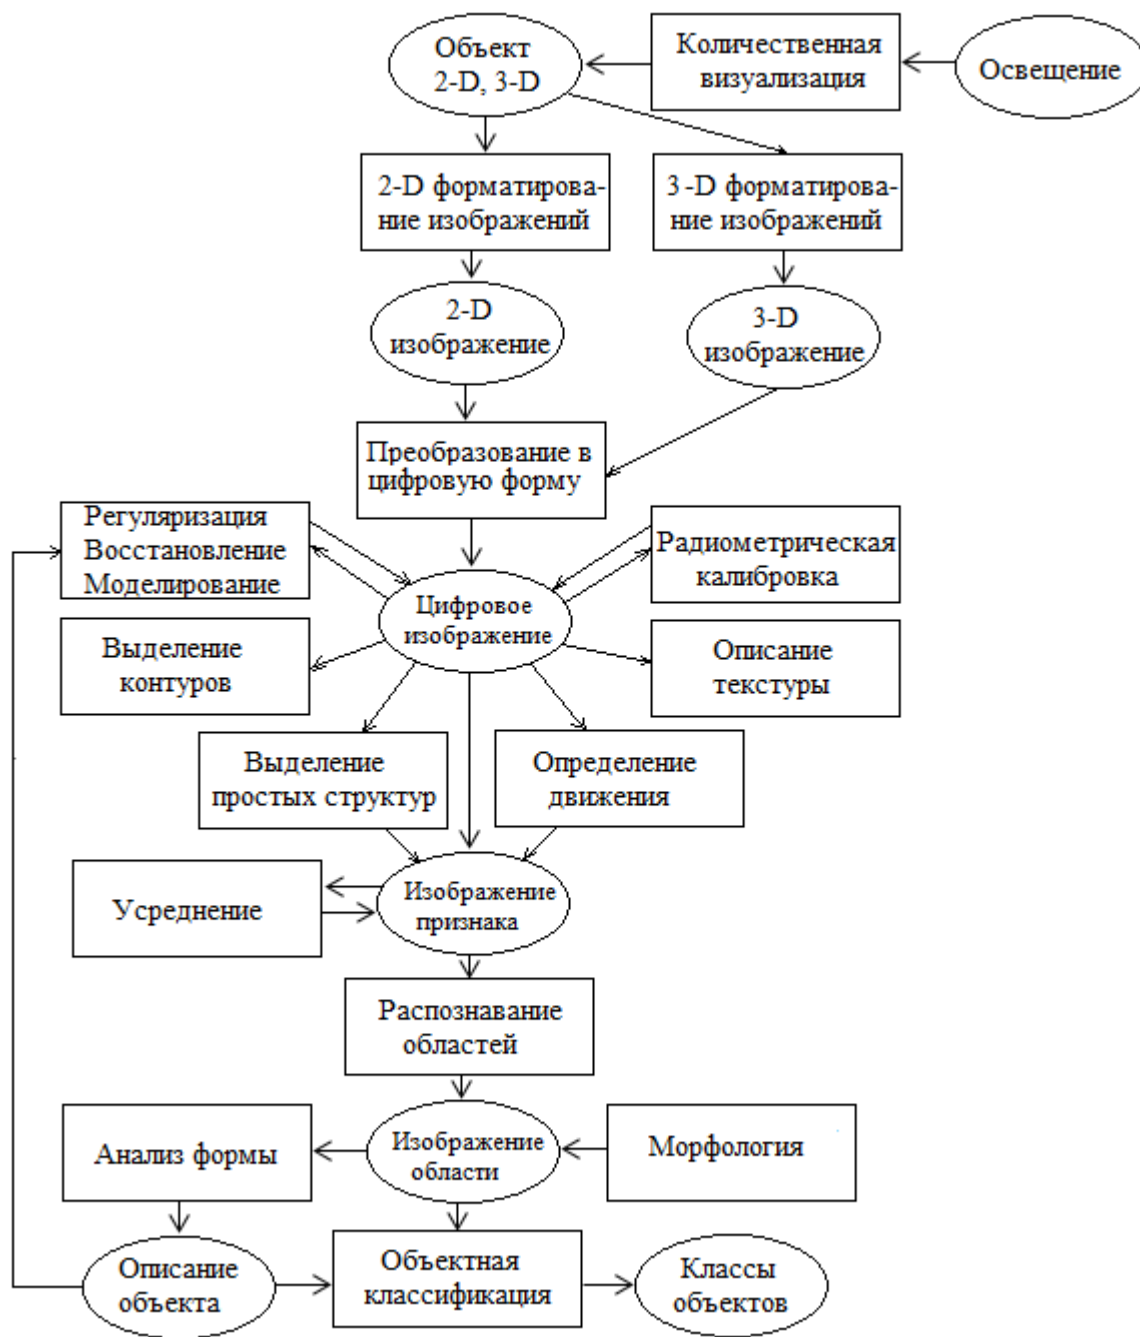 Объект
2-D, 3-D
Количественная
визуализация
Освещение
2-D форматирова-
ние изображений
3-D форматирова-
ние изображений
2-D
изображение
3-D
изображение
Преобразование в
цифровую форму
Регуляризация
Восстановление
Моделирование
Радиометрическая
калибровка
Цифровое
изображение
Выделение
контуров
Описание
текстуры
Выделение
простых структур
Определение
движения
Усреднение
Изображение
признака
Распознавание
областей
Анализ формы
Изображение
области
Морфология
Описание
объекта
Объектная
классификация
Классы
объектов